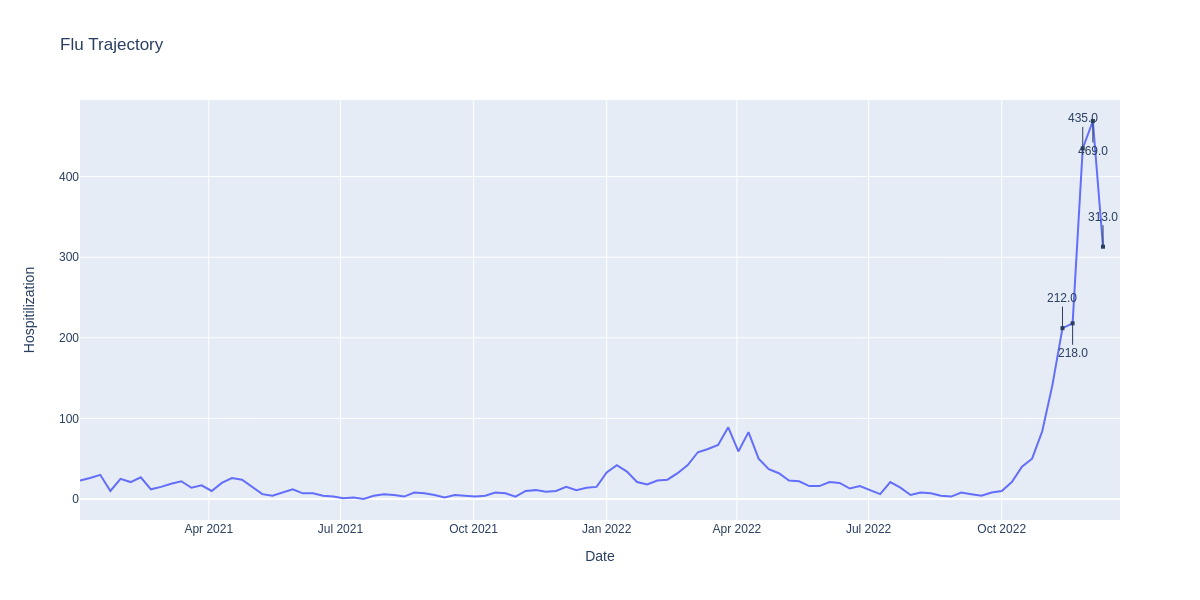 Flu Trajectory
435.0
469.0
400
313.0
300
212.0
Hospitilization
200
218.0
100
0
Apr 2021
Jul 2021
Oct 2021
Jan 2022
Apr 2022
Jul 2022
Oct 2022
Date